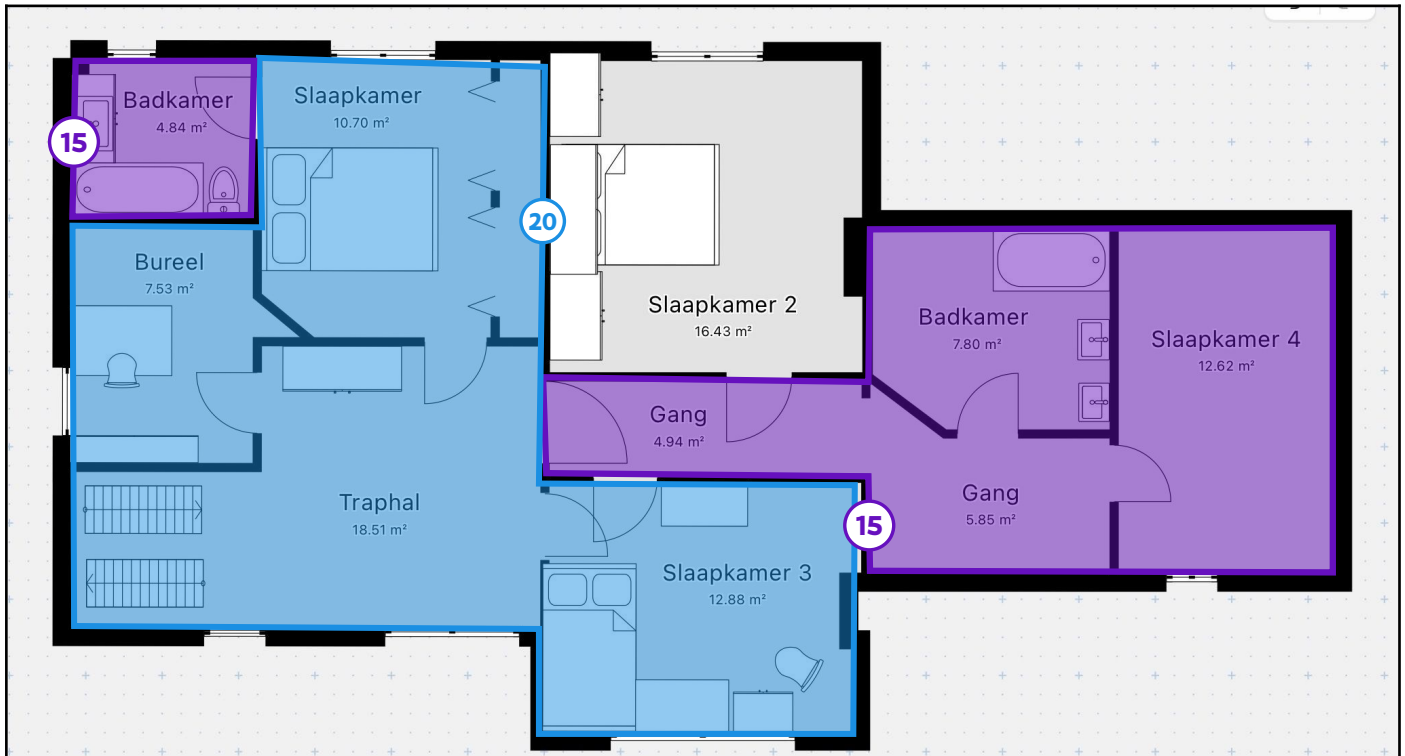 Badkamer
4.84 m²
15
Slaapkamer
10.70 m²
20
Bureel
7.53 m²
Slaapkamer 2
16.43 m²
Badkamer
7.80 m²
Slaapkamer 4
12.62 m²
Gang
4.94 m²
Traphal
18.51 m²
Gang
5.85 m²
15
Slaapkamer 3
12.88 m²